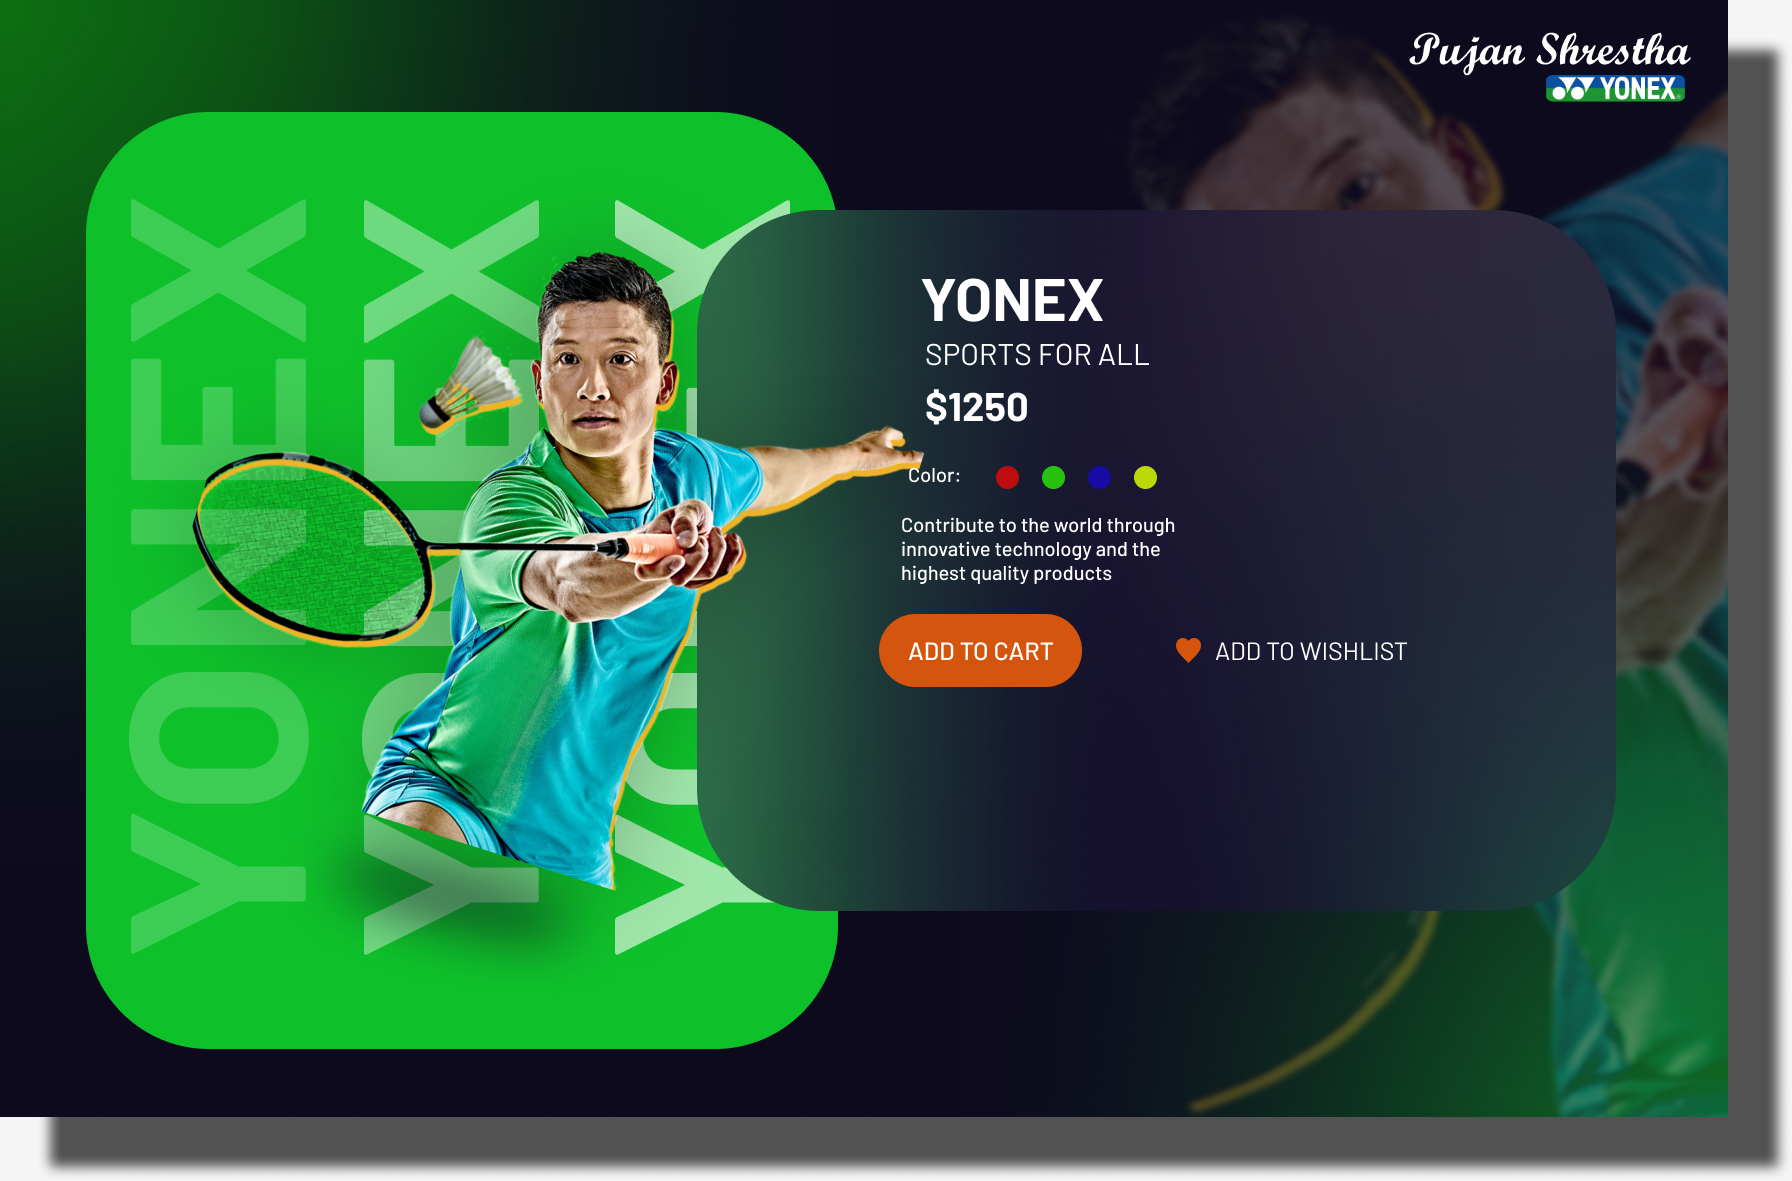 Pujan Shrestha
YONEX
YONEX
YONEX
YONEX
YONEX
SPORTS FOR ALL
$1250
Color:
Contribute to the world through
innovative technology and the
highest quality products
ADD TO CART
ADD TO WISHLIST